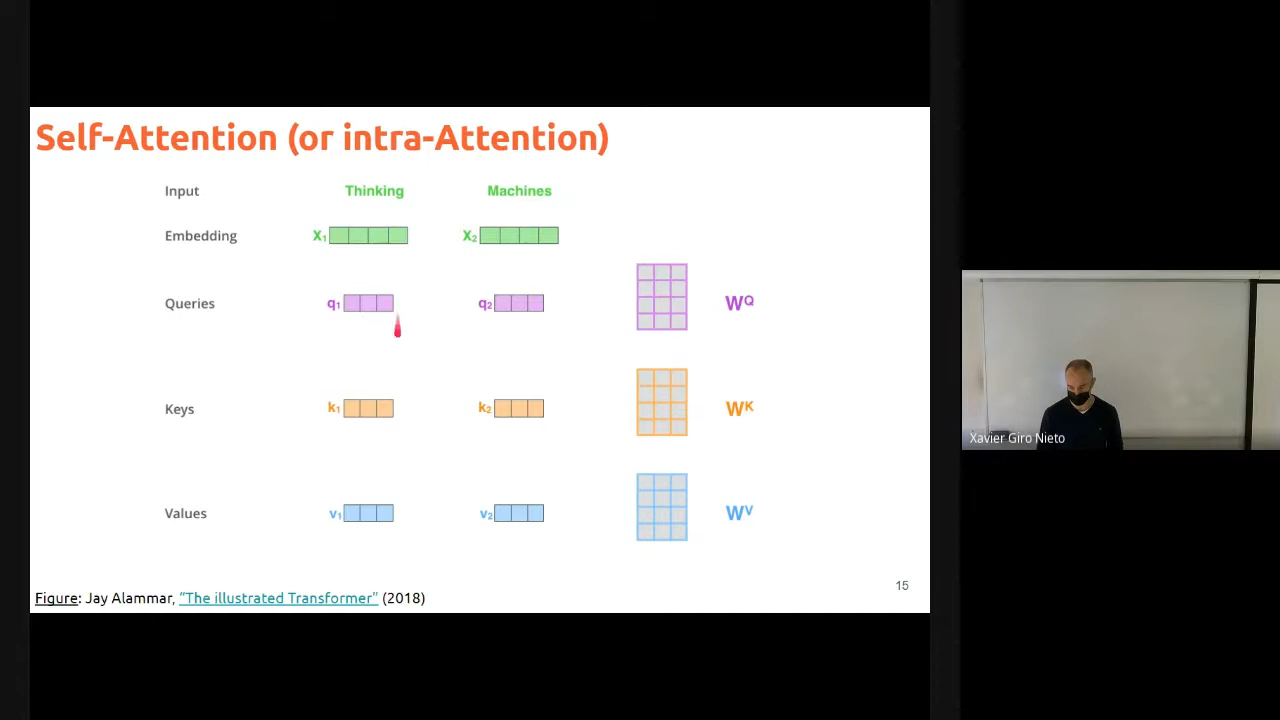 Self-Attention (or intra-Attention)
Input Thinking Machines
Embedding X₁ X₂
Queries q₁ q₂ Wᵠ
Keys k₁ k₂ Wᴷ
Values v₁ v₂ Wⱽ
15
Figure: Jay Alammar, "The illustrated Transformer" (2018)
Xavier Giro Nieto